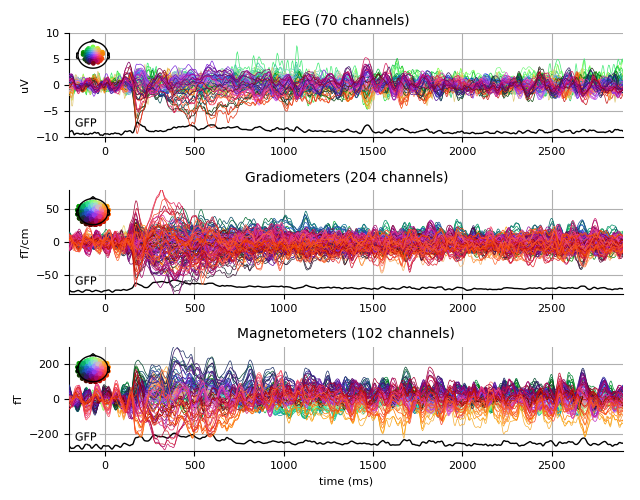 EEG (70 channels)
10
5
0
−5
−10
uV
GFP
0 500 1000 1500 2000 2500
Gradiometers (204 channels)
50
0
−50
fT/cm
GFP
0 500 1000 1500 2000 2500
Magnetometers (102 channels)
200
0
−200
fT
GFP
0 500 1000 1500 2000 2500
time (ms)